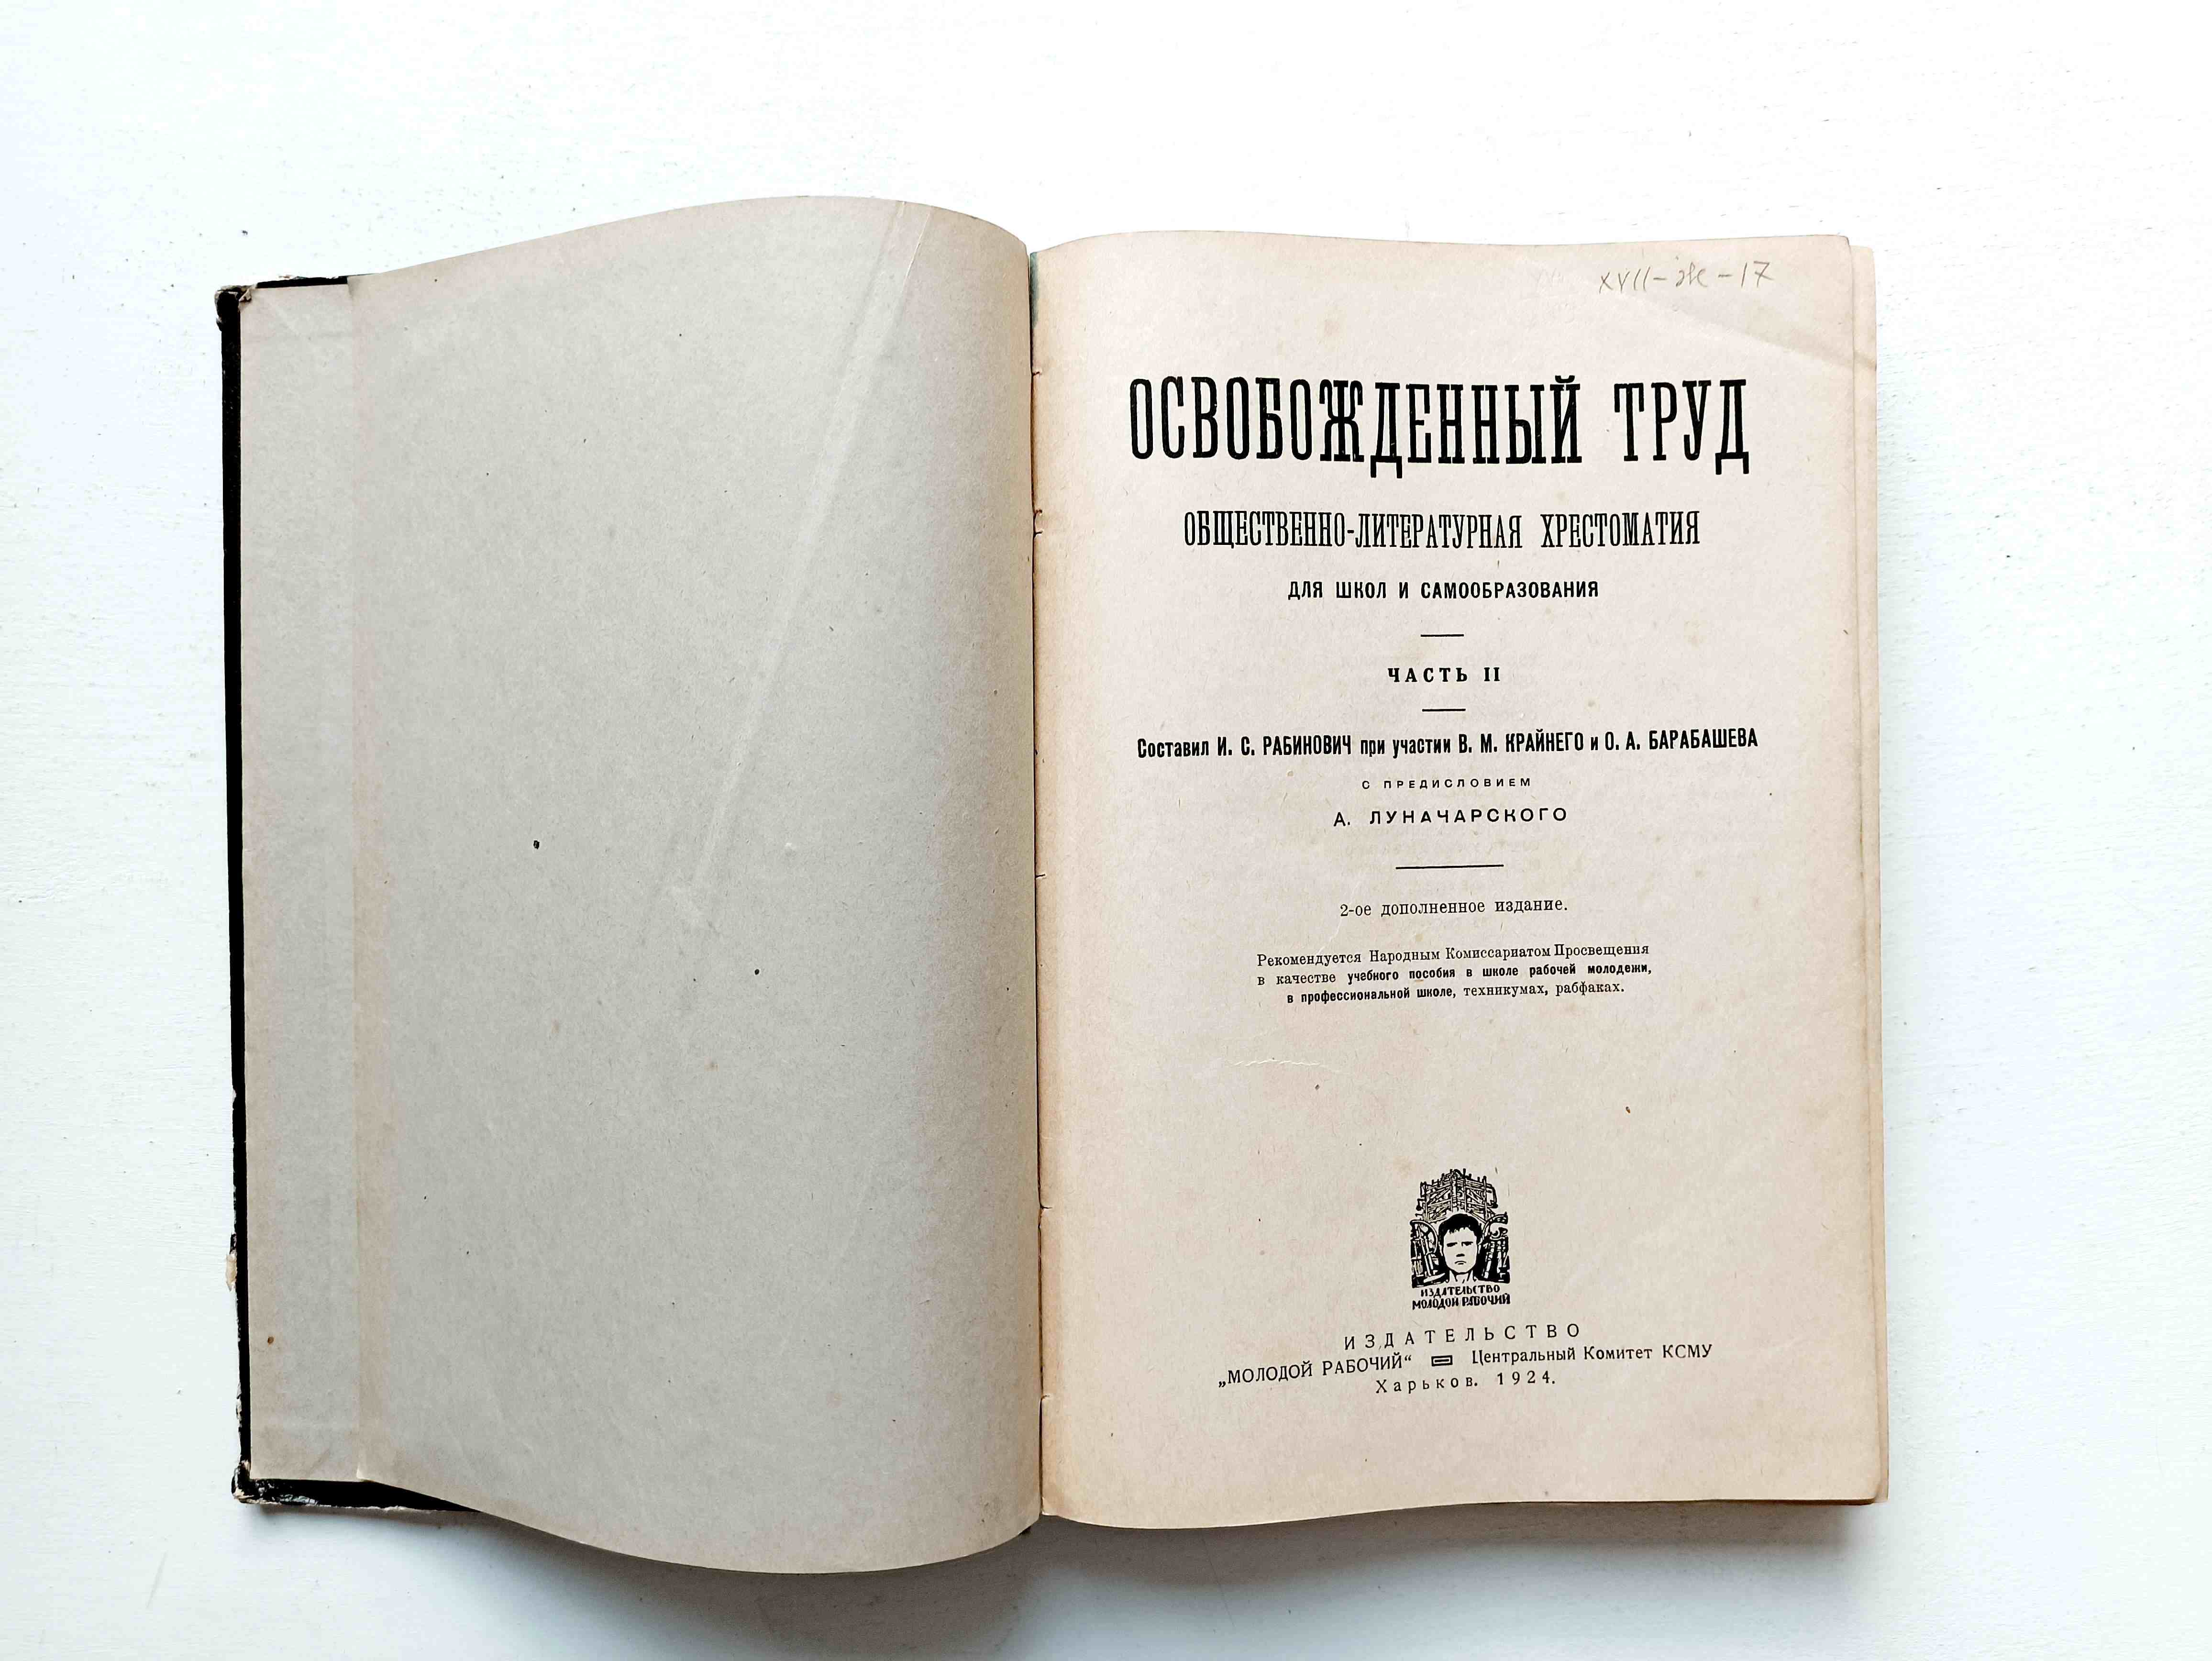 XVII-Ж-17
ОСВОБОЖДЕННЫЙ ТРУД
ОБЩЕСТВЕННО-ЛИТЕРАТУРНАЯ ХРЕСТОМАТИЯ
ДЛЯ ШКОЛ И САМООБРАЗОВАНИЯ
ЧАСТЬ II
Составил И. С. РАБИНОВИЧ при участии В. М. КРАЙНЕГО и О. А. БАРАБАШЕВА
С ПРЕДИСЛОВИЕМ
А. ЛУНАЧАРСКОГО
2-ое дополненное издание.
Рекомендуется Народным Комиссариатом Просвещения
в качестве учебного пособия в школе рабочей молодежи,
в профессиональной школе, техникумах, рабфаках.
ИЗДАТЕЛЬСТВО
МОЛОДОЙ РАБОЧИЙ
ИЗДАТЕЛЬСТВО
„МОЛОДОЙ РАБОЧИЙ“ Центральный Комитет КСМУ
Харьков. 1924.